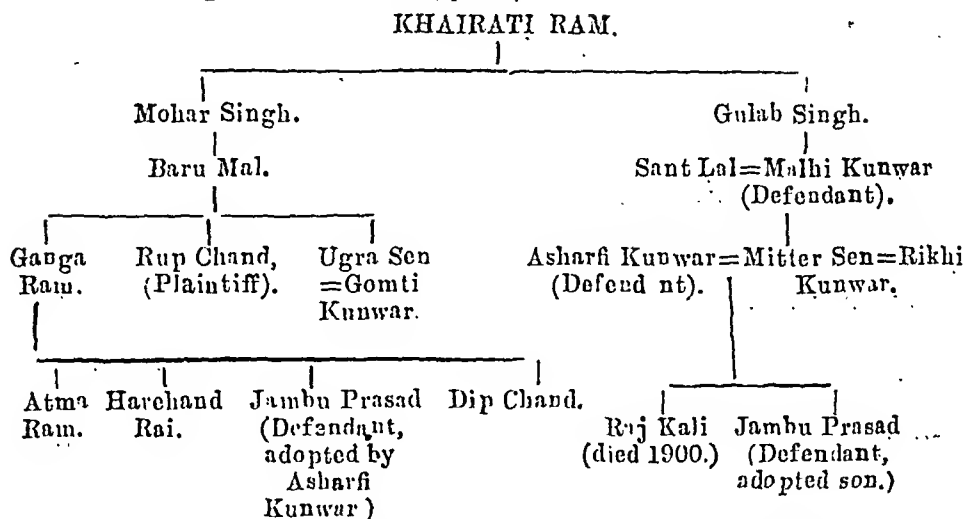 KHAIRATI RAM.
Mohar Singh. Gulab Singh.
Baru Mal. Sant Lal=Malhi Kunwar
(Defendant).
Ganga Rup Chand, Ugra Sen Asharfi Kunwar=Mitter Sen=Rikhi
Ram. (Plaintiff). =Gomti (Defend nt). Kunwar.
Kunwar.
Atma Harchand Jambu Prasad Dip Chand. Raj Kali Jambu Prasad
Ram. Rai. (Defendant, (died 1900.) (Defendant,
adopted by adopted son.)
Asharfi
Kunwar)